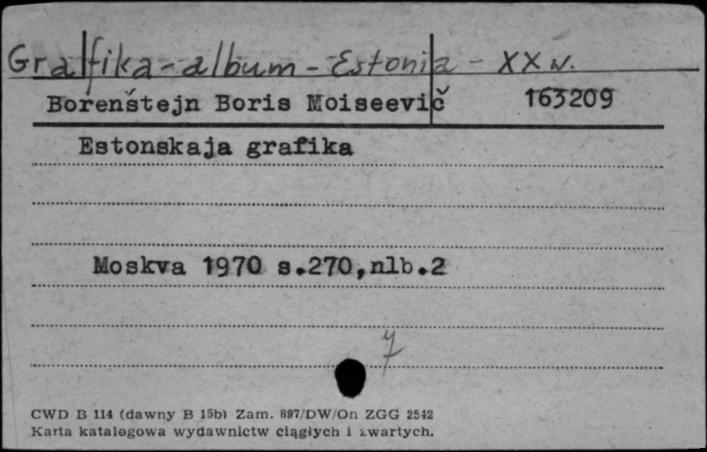 Grafika - album - Estonia - XX w.
Borenštejn Boris Moiseevič 163209
Estonskaja grafika
Moskva 1970 s.270,nlb.2
7
CWD B 114 (dawny B 15b) Zam. 897/DW/On ZGG 2542
Karta katalogowa wydawnictw ciągłych i zwartych.